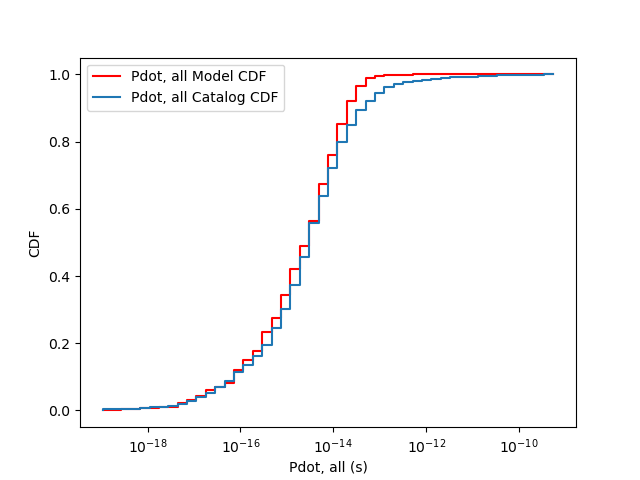 Pdot, all Model CDF
Pdot, all Catalog CDF
1.0
0.8
0.6
0.4
0.2
0.0
CDF
10⁻¹⁸ 10⁻¹⁶ 10⁻¹⁴ 10⁻¹² 10⁻¹⁰
Pdot, all (s)